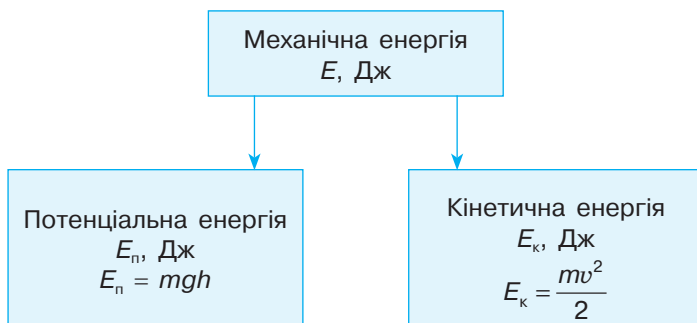 Механічна енергія
E, Дж
Потенціальна енергія
Eп, Дж
Eп = mgh
Кінетична енергія
Eк, Дж
Eк = mv²/2